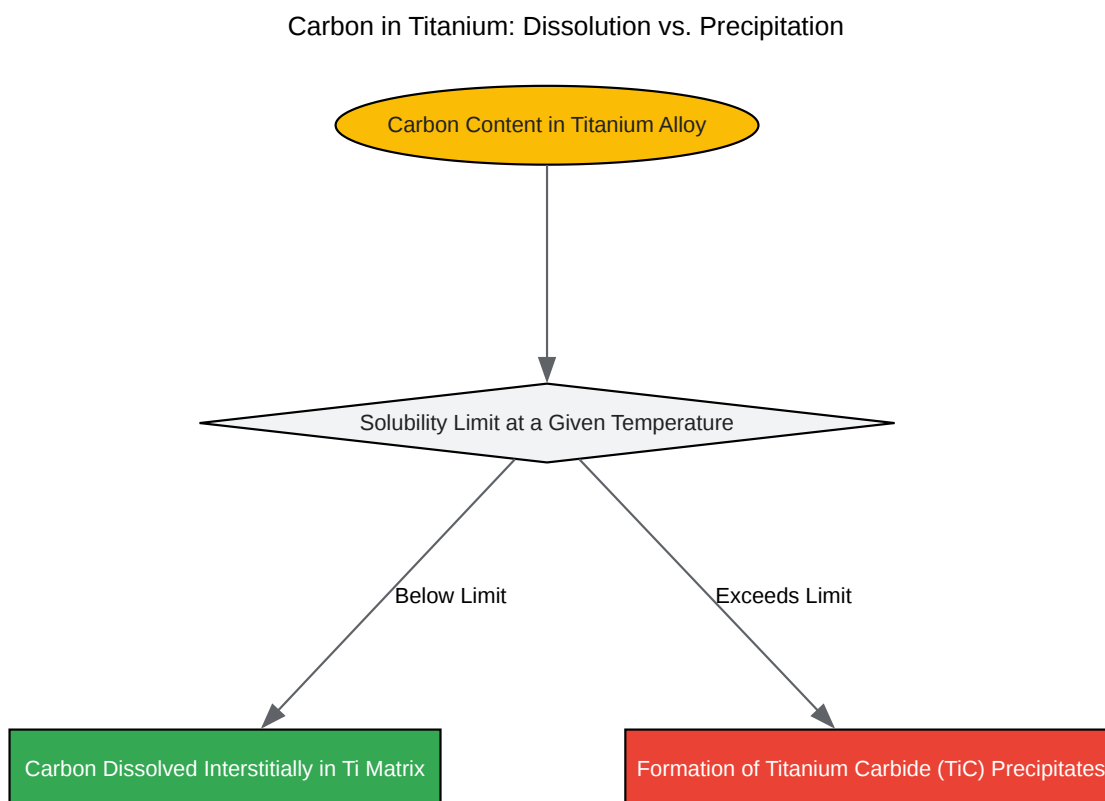 Carbon in Titanium: Dissolution vs. Precipitation
Carbon Content in Titanium Alloy
Solubility Limit at a Given Temperature
Below Limit
Exceeds Limit
Carbon Dissolved Interstitially in Ti Matrix
Formation of Titanium Carbide (TiC) Precipitates